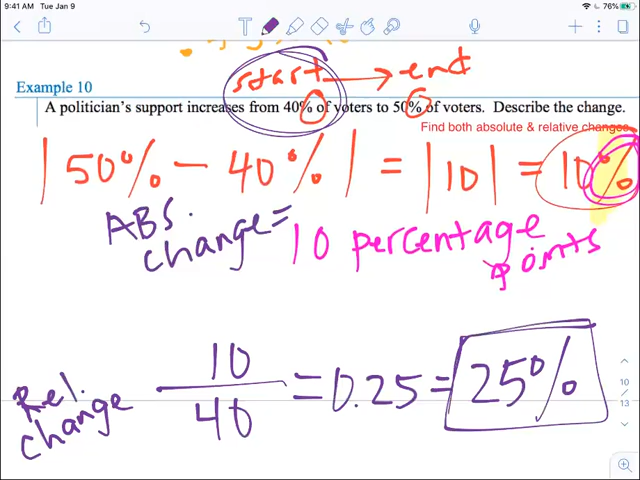 9:41 AM Tue Jan 9
76%
start → end
Example 10
A politician's support increases from 40% of voters to 50% of voters. Describe the change.
Find both absolute & relative changes
|50% − 40%| = |10| = 10%
ABS. change = 10 percentage points
Rel. change 10/40 = 0.25 = 25%
10
13